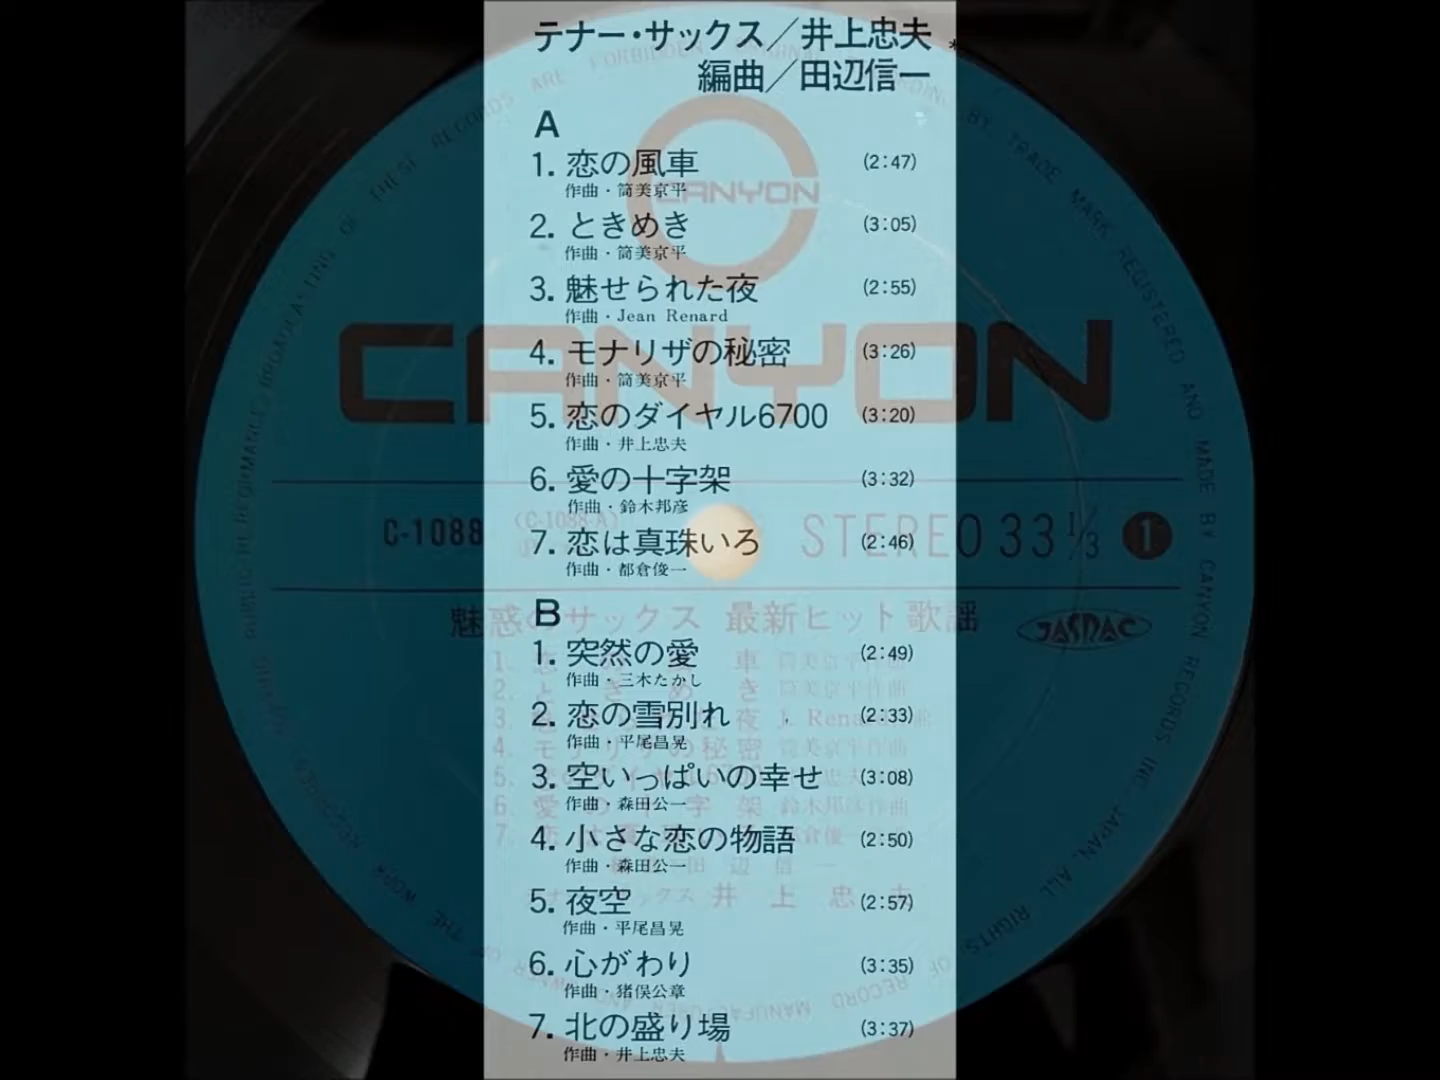 テナー・サックス／井上忠夫 *
編曲／田辺信一
A
1. 恋の風車 (2:47)
作曲・筒美京平
2. ときめき (3:05)
作曲・筒美京平
3. 魅せられた夜 (2:55)
作曲・Jean Renard
4. モナリザの秘密 (3:26)
作曲・筒美京平
5. 恋のダイヤル6700 (3:20)
作曲・井上忠夫
6. 愛の十字架 (3:32)
作曲・鈴木邦彦
7. 恋は真珠いろ (2:46)
作曲・都倉俊一
B
1. 突然の愛 (2:49)
作曲・三木たかし
2. 恋の雪別れ (2:33)
作曲・平尾昌晃
3. 空いっぱいの幸せ (3:08)
作曲・森田公一
4. 小さな恋の物語 (2:50)
作曲・森田公一
5. 夜空 (2:57)
作曲・平尾昌晃
6. 心がわり (3:35)
作曲・猪俣公章
7. 北の盛り場 (3:37)
作曲・井上忠夫
CANYON
CANYON
C-1088
(C-1088-A)
STEREO 33 1/3
1
魅惑のサックス 最新ヒット歌謡
JASRAC